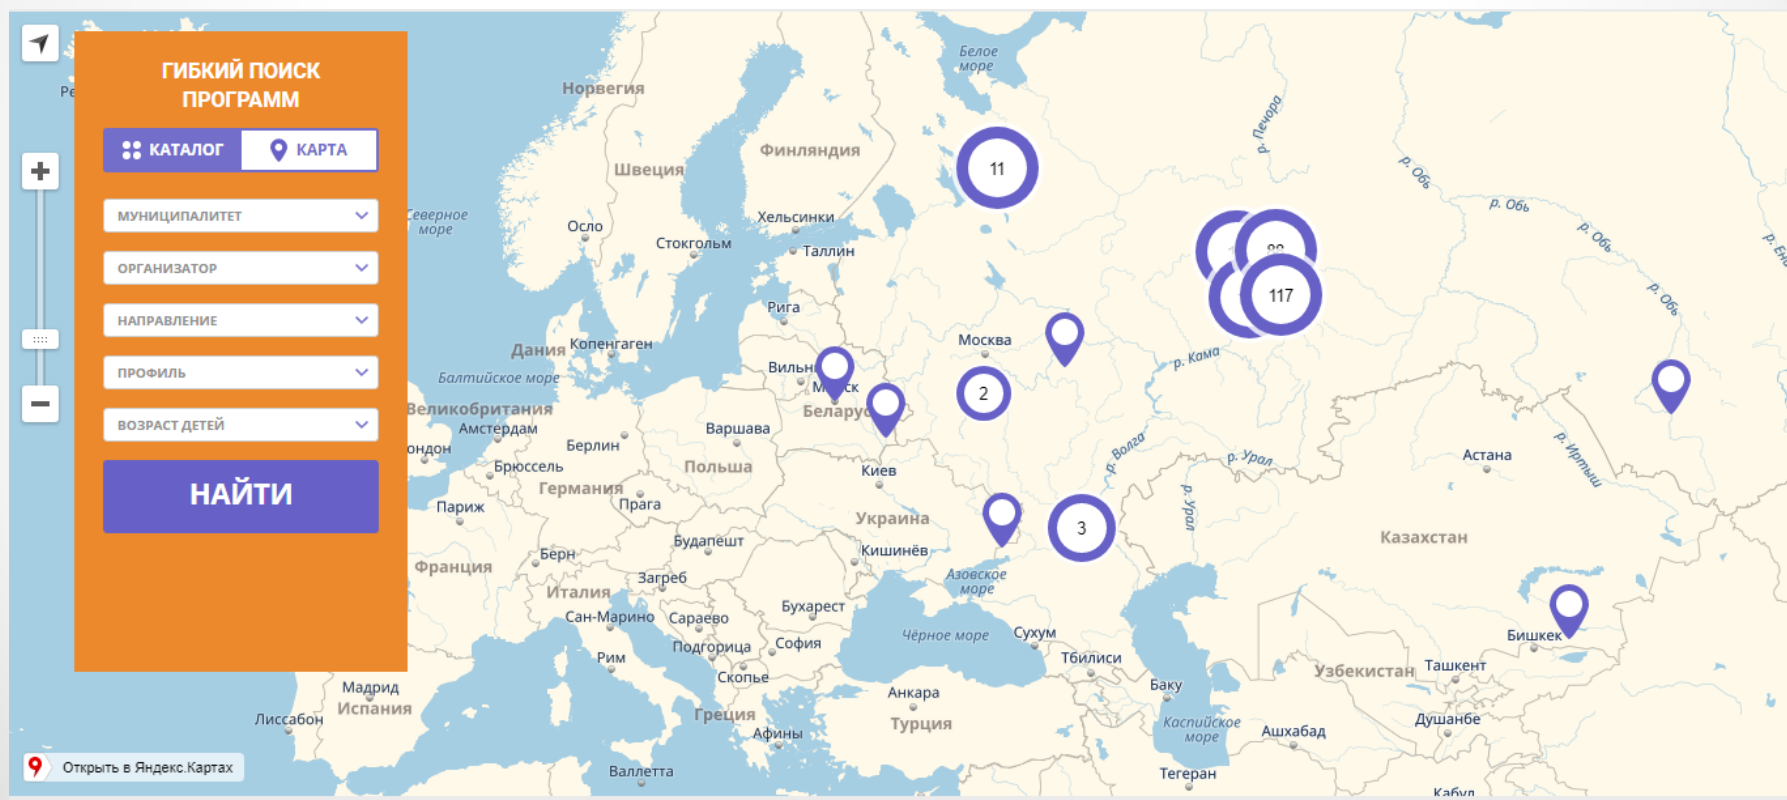 ГИБКИЙ ПОИСК
ПРОГРАММ
КАТАЛОГ
КАРТА
МУНИЦИПАЛИТЕТ
ОРГАНИЗАТОР
НАПРАВЛЕНИЕ
ПРОФИЛЬ
ВОЗРАСТ ДЕТЕЙ
НАЙТИ
Открыть в Яндекс.Картах
Белое
море
Норвегия
р. Печора
Финляндия
Швеция
11
р. Обь
р. Обь
р. Обь
р. Обь
Северное
море
Осло
Хельсинки
Стокгольм
Таллин
117
Рига
Дания
Копенгаген
Москва
р. Кама
Балтийское море
2
Великобритания
Амстердам
Варшава
Берлин
р. Волга
р. Урал
р. Урал
р. Иртыш
Астана
Брюссель
Польша
Киев
Германия
Париж
Прага
Украина
3
Казахстан
Будапешт
Кишинёв
Берн
Франция
Загреб
Азовское
море
Италия
Сан-Марино
Сараево
Бухарест
Чёрное море
Сухум
Бишкек
Подгорица
София
Рим
Тбилиси
Узбекистан
Ташкент
Скопье
Мадрид
Испания
Баку
Анкара
Лиссабон
Греция
Турция
Каспийское
море
Душанбе
Афины
Ашхабад
Валлетта
Тегеран
Кабул